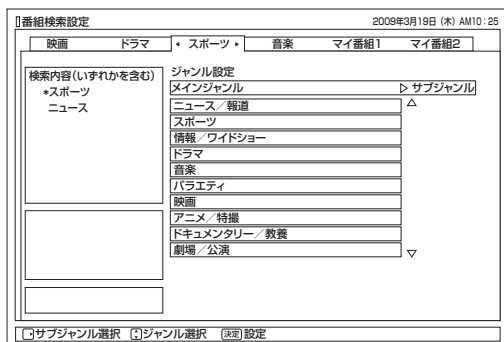 番組検索設定 2009年3月19日 (木) AM10:25
映画 ドラマ スポーツ 音楽 マイ番組1 マイ番組2
検索内容(いずれかを含む)
*スポーツ
ニュース
ジャンル設定
メインジャンル ▷ サブジャンル
ニュース／報道
スポーツ
情報／ワイドショー
ドラマ
音楽
バラエティ
映画
アニメ／特撮
ドキュメンタリー／教養
劇場／公演
サブジャンル選択 ジャンル選択 決定 設定